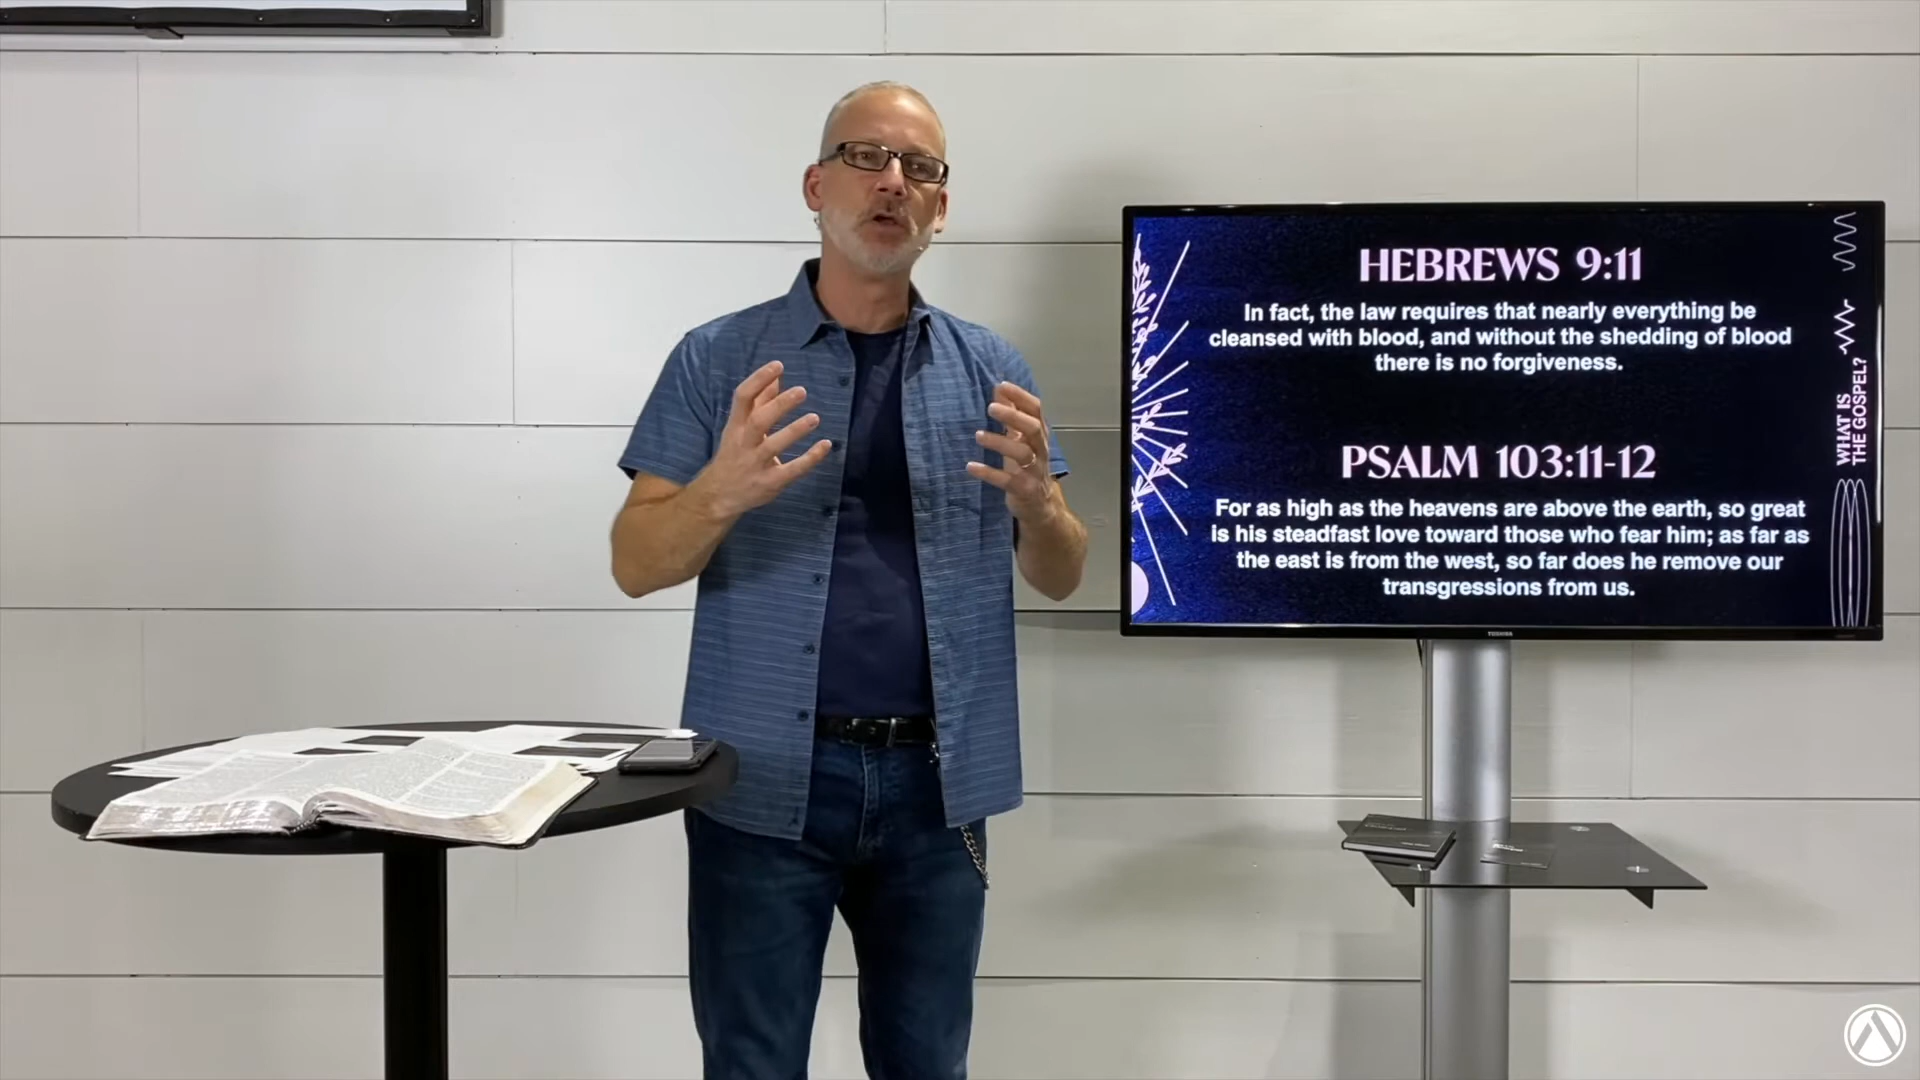 HEBREWS 9:11
In fact, the law requires that nearly everything be
cleansed with blood, and without the shedding of blood
there is no forgiveness.
PSALM 103:11-12
For as high as the heavens are above the earth, so great
is his steadfast love toward those who fear him; as far as
the east is from the west, so far does he remove our
transgressions from us.
WHAT IS
THE GOSPEL?
TOSHIBA